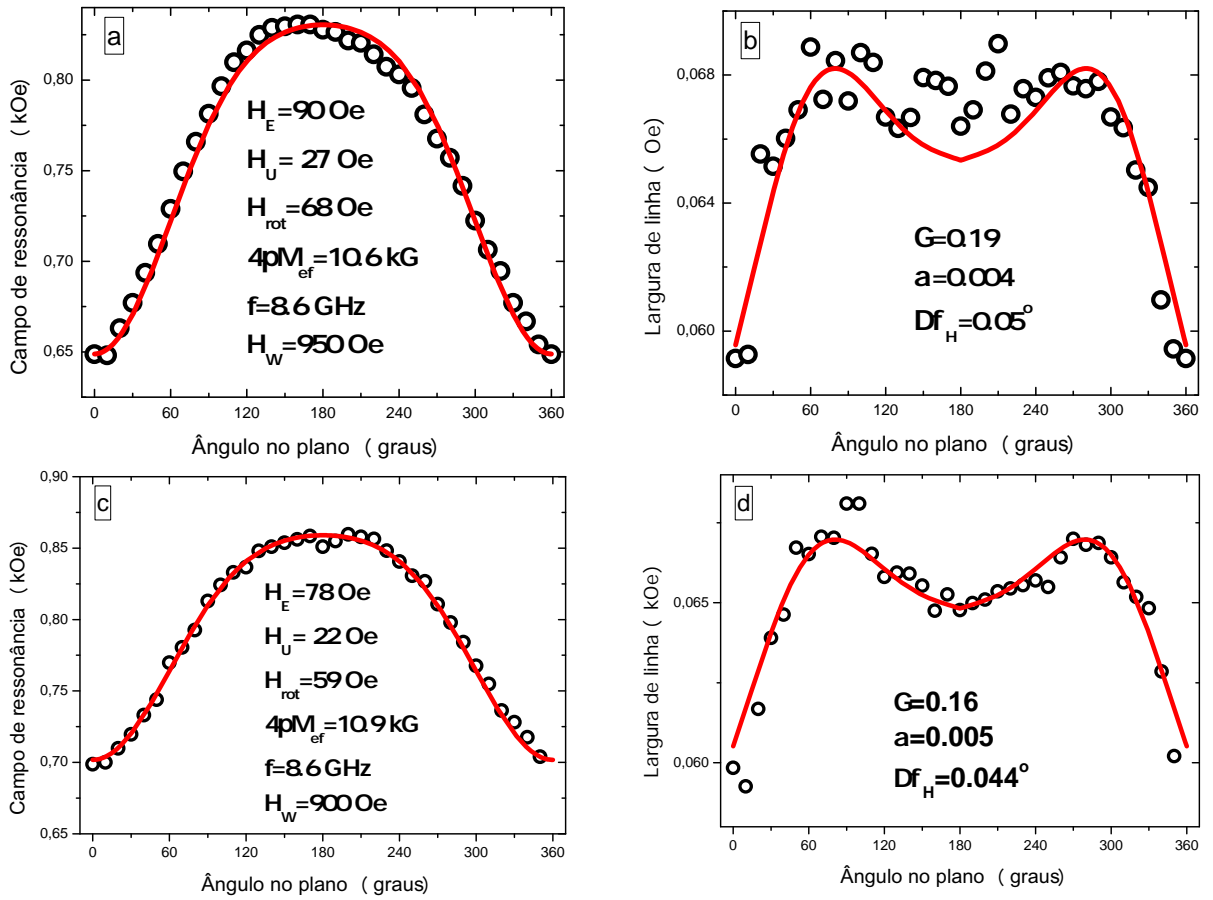 a
Campo de ressonância ( kOe)
0,80
0,75
0,70
0,65
H_E=90 Oe
H_U= 27 Oe
H_rot=68 Oe
4pM_ef=10.6 kG
f=8.6 GHz
H_W=950 Oe
0 60 120 180 240 300 360
Ângulo no plano ( graus)
b
Largura de linha ( Oe)
0,068
0,064
0,060
G=0.19
a=0.004
Df_H=0.05°
0 60 120 180 240 300 360
Ângulo no plano ( graus)
c
Campo de ressonância (kOe)
0,90
0,85
0,80
0,75
0,70
0,65
H_E=78 Oe
H_U= 22 Oe
H_rot=59 Oe
4pM_ef=10.9 kG
f=8.6 GHz
H_W=900 Oe
0 60 120 180 240 300 360
Ângulo no plano ( graus)
d
Largura de linha ( kOe)
0,065
0,060
G=0.16
a=0.005
Df_H=0.044°
0 60 120 180 240 300 360
Ângulo no plano ( graus)